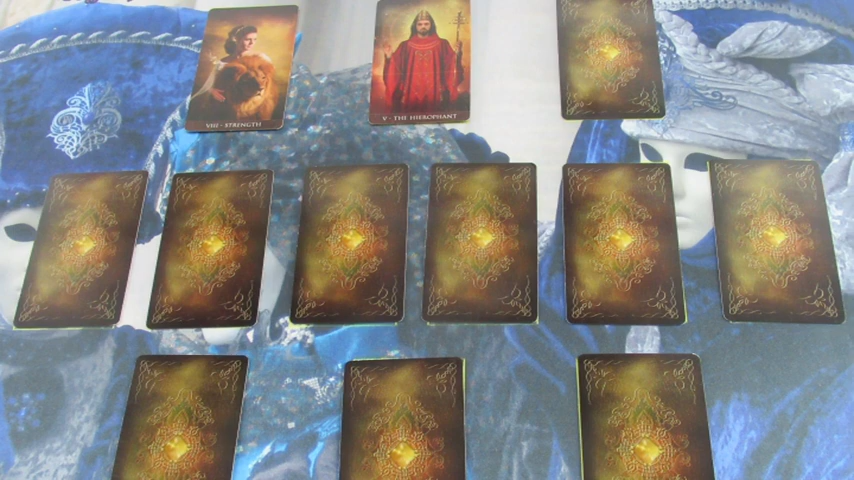 VIII - STRENGTH
V - THE HIEROPHANT